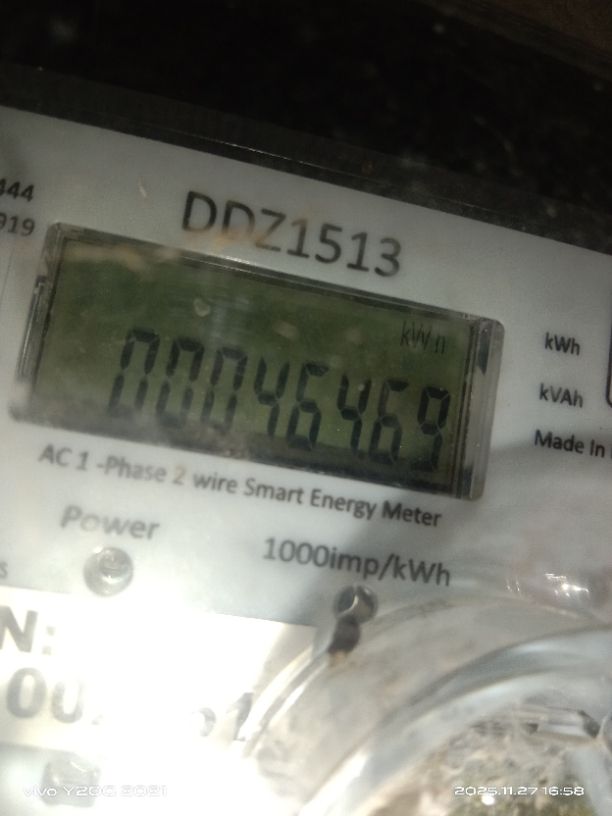 444
919
DDZ1513
kWh
00046469
kWh
kVAh
Made In
AC 1 -Phase 2 wire Smart Energy Meter
Power
1000imp/kWh
s
N:
vivo Y20G 2021
2025.11.27 16:58